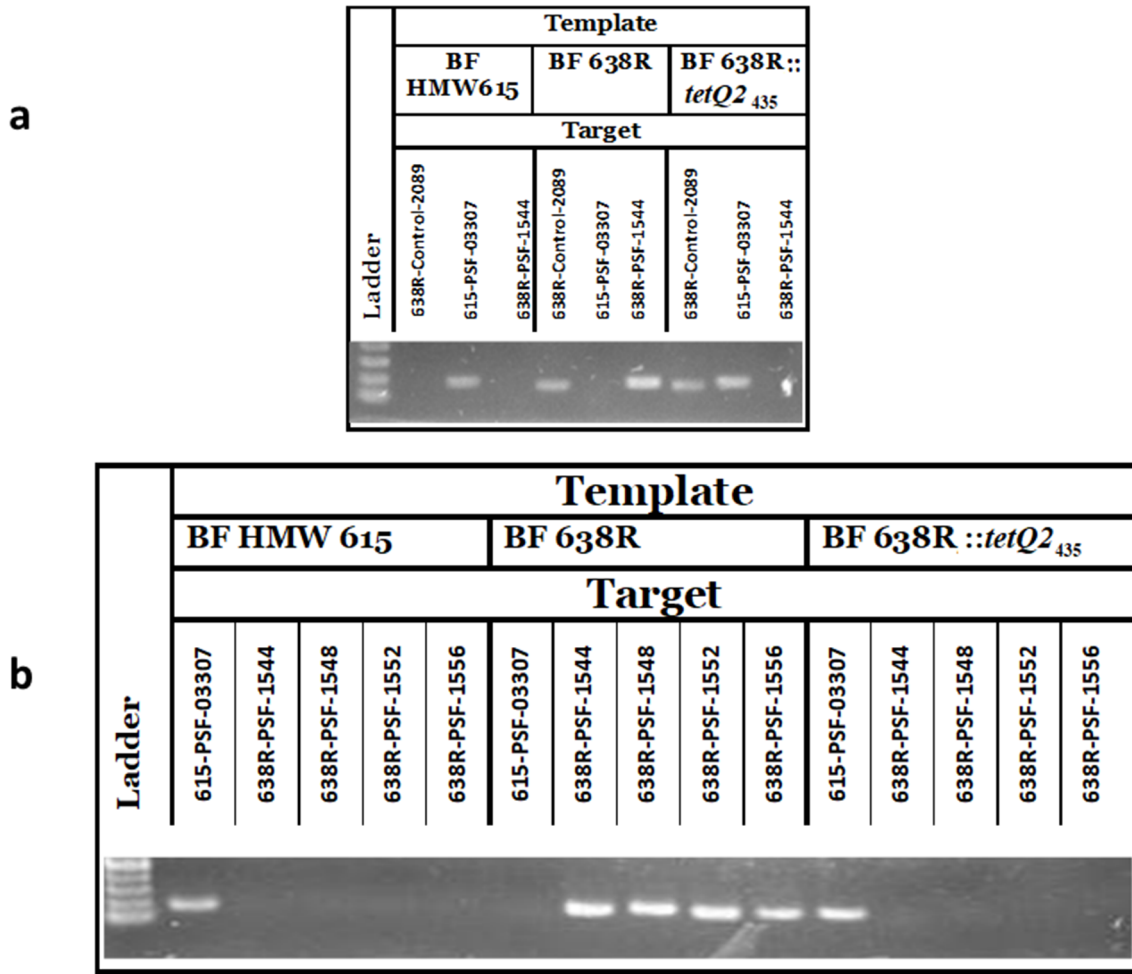 a
Template
BF HMW615
BF 638R
BF 638R:: tetQ2 435
Target
Ladder
638R-Control-2089
615-PSF-03307
638R-PSF-1544
638R-Control-2089
615-PSF-03307
638R-PSF-1544
638R-Control-2089
615-PSF-03307
638R-PSF-1544
b
Template
BF HMW 615
BF 638R
BF 638R ::tetQ2 435
Target
Ladder
615-PSF-03307
638R-PSF-1544
638R-PSF-1548
638R-PSF-1552
638R-PSF-1556
615-PSF-03307
638R-PSF-1544
638R-PSF-1548
638R-PSF-1552
638R-PSF-1556
615-PSF-03307
638R-PSF-1544
638R-PSF-1548
638R-PSF-1552
638R-PSF-1556